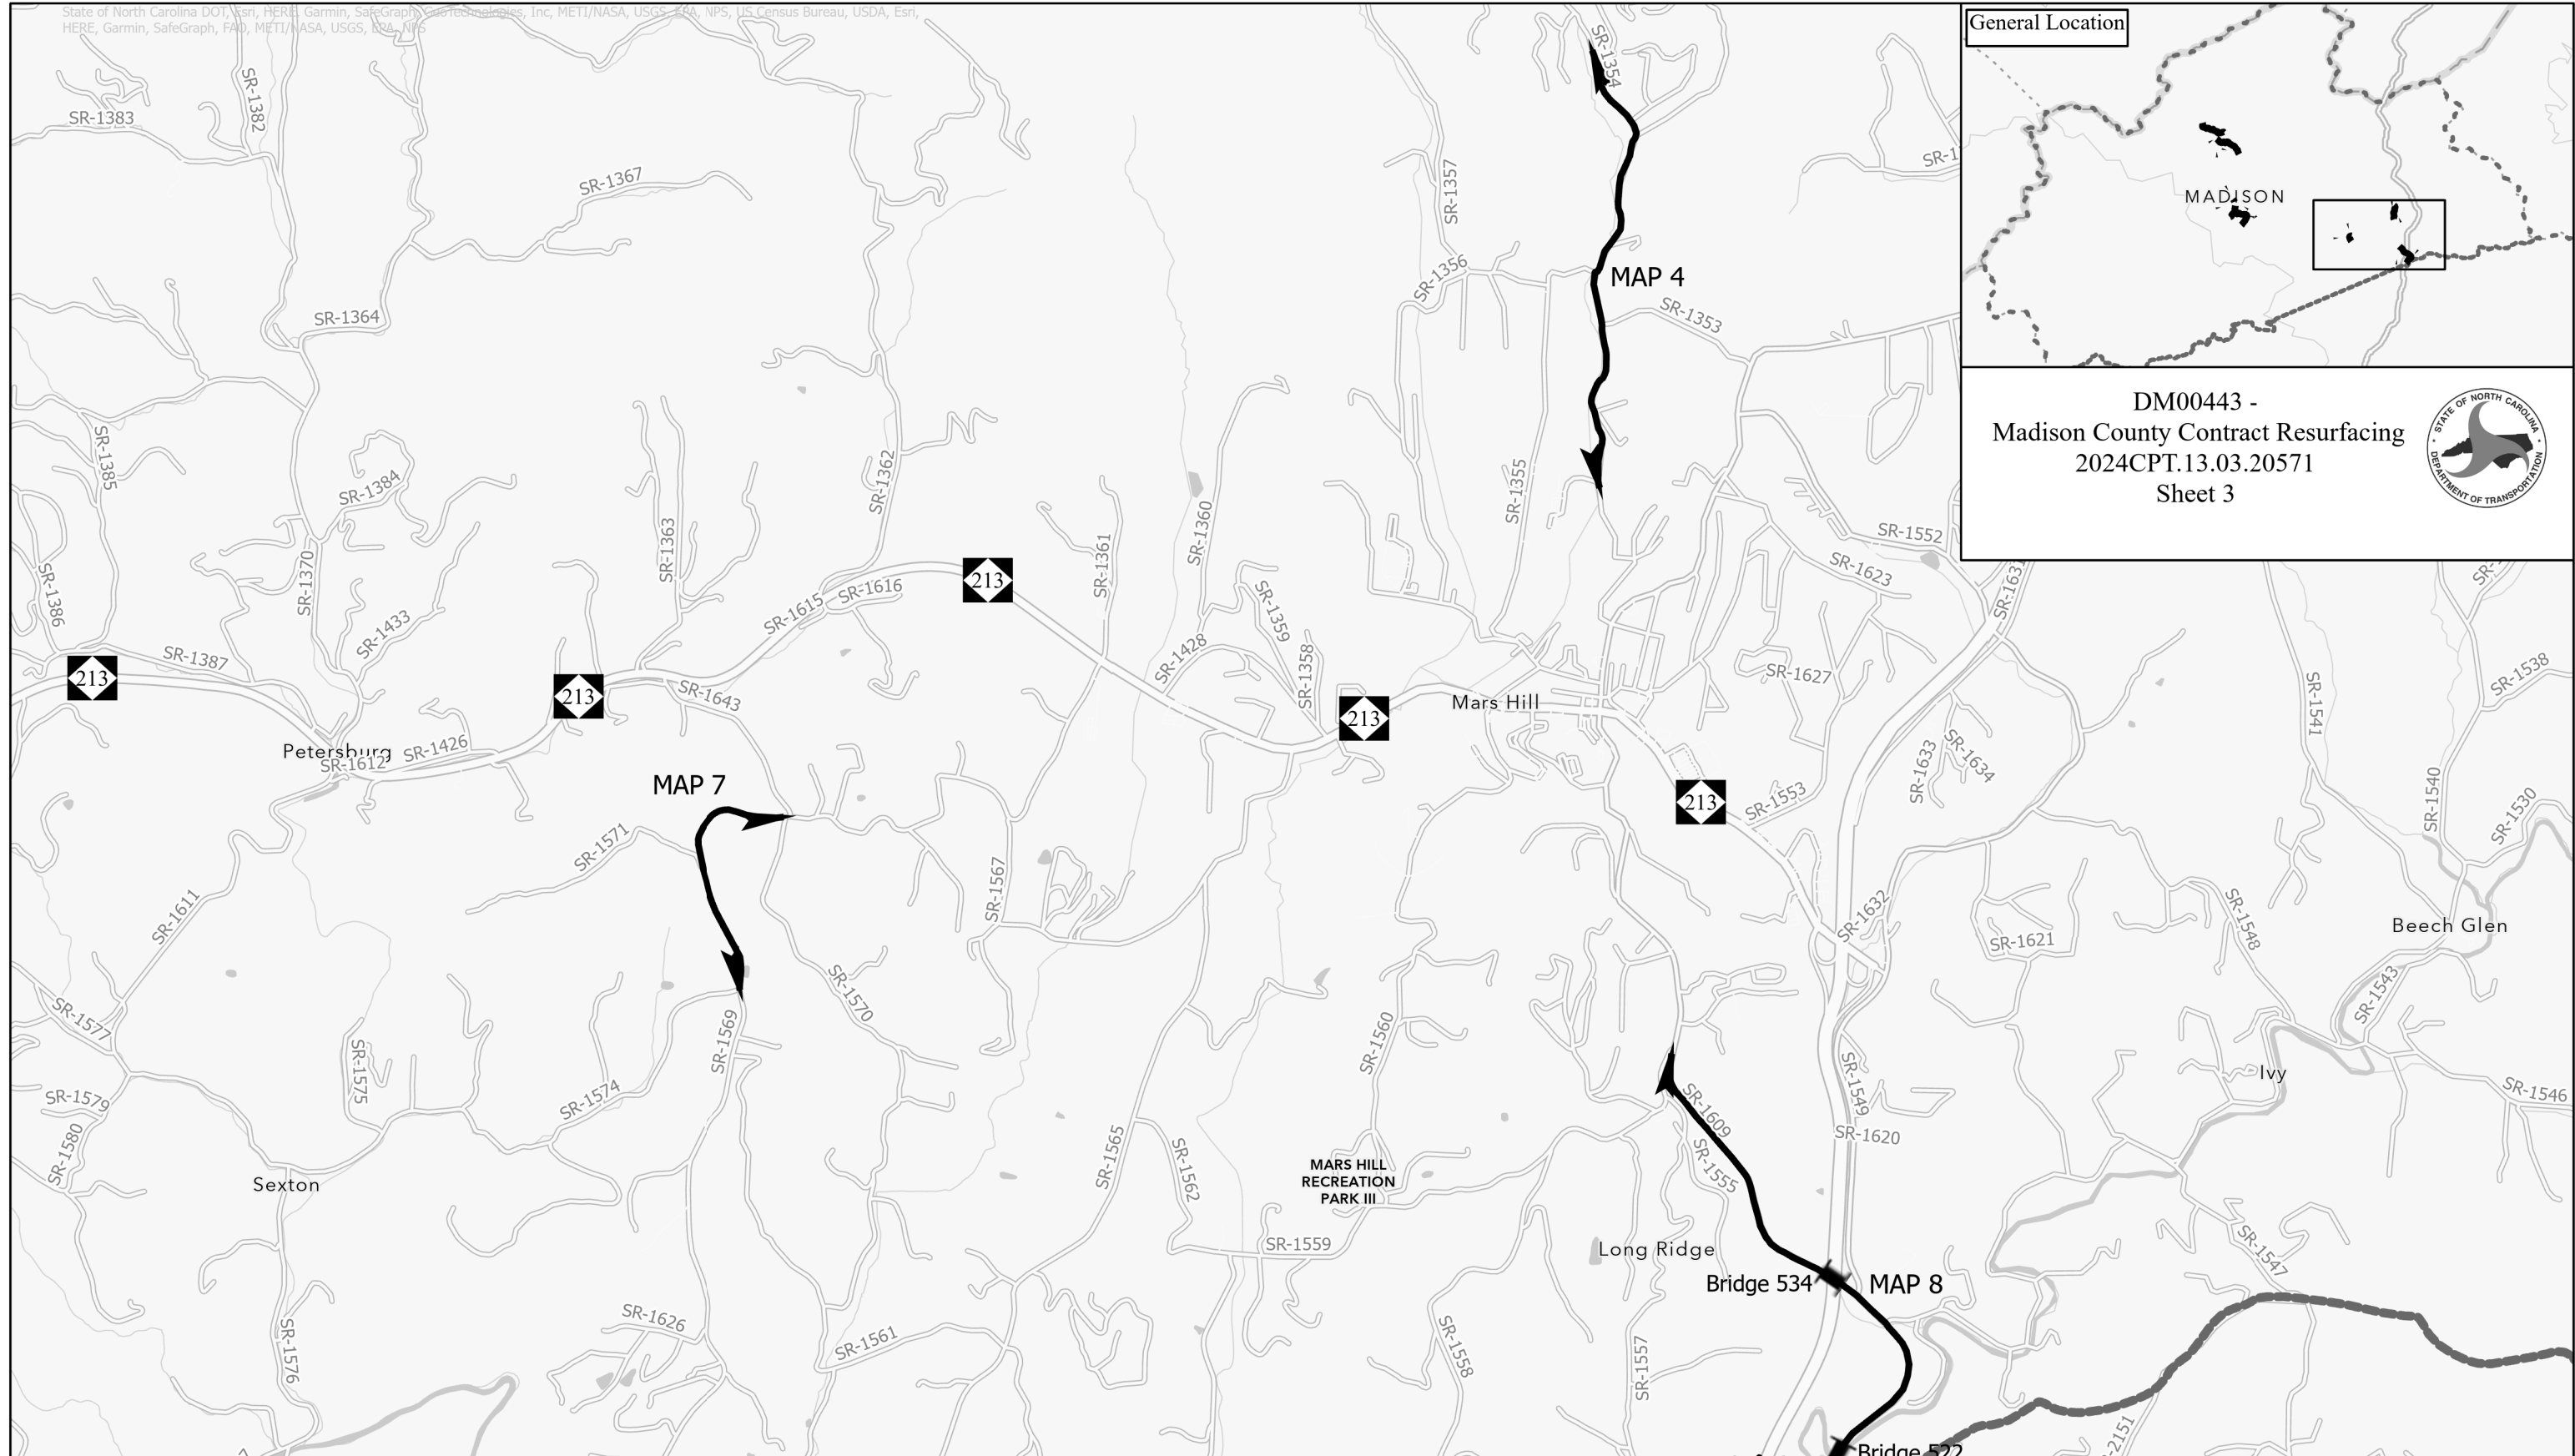 State of North Carolina DOT, Esri, HERE, Garmin, SafeGraph, GeoTechnologies, Inc, METI/NASA, USGS, EPA, NPS, US Census Bureau, USDA, Esri,
HERE, Garmin, SafeGraph, FAO, METI/NASA, USGS, EPA, NPS
General Location
MADISON
DM00443 -
Madison County Contract Resurfacing
2024CPT.13.03.20571
Sheet 3
STATE OF NORTH CAROLINA
DEPARTMENT OF TRANSPORTATION
SR-1354
SR-1382
SR-1383
SR-1367
SR-1357
SR-1356
MAP 4
SR-1353
SR-1364
SR-1385
SR-1384
SR-1362
SR-1355
SR-1363
SR-1360
SR-1361
SR-1552
SR-1623
SR-1631
SR-1370
SR-1386
SR-1616
SR-1615
213
SR-1359
SR-1433
SR-1387
SR-1428
SR-1358
SR-1627
SR-1538
213
213
SR-1643
213
Mars Hill
SR-1541
Petersburg
SR-1426
SR-1612
SR-1634
SR-1633
MAP 7
213
SR-1553
SR-1540
SR-1530
SR-1571
SR-1567
SR-1611
SR-1632
SR-1548
Beech Glen
SR-1621
SR-1570
SR-1543
SR-1577
SR-1569
SR-1560
SR-1575
SR-1549
Ivy
SR-1579
SR-1574
SR-1609
SR-1546
SR-1580
SR-1565
SR-1620
SR-1562
SR-1555
MARS HILL
RECREATION
PARK III
Sexton
SR-1559
Long Ridge
SR-1547
Bridge 534
MAP 8
SR-1626
SR-1561
SR-1576
SR-1558
SR-1557
-2151
Bridge 522